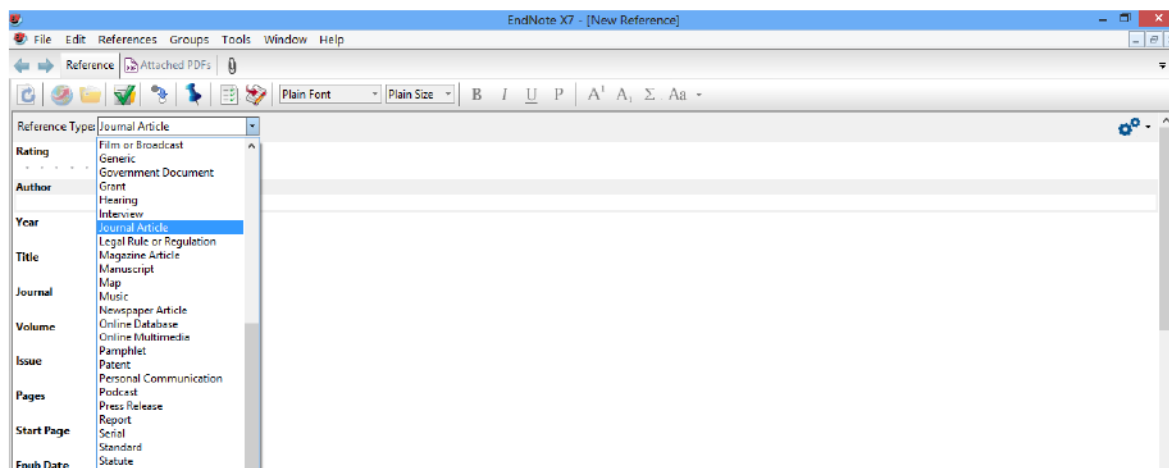 EndNote X7 - [New Reference]
File Edit References Groups Tools Window Help
Reference Attached PDFs
Plain Font Plain Size B I U P A¹ A₁ Σ Aa
Reference Type: Journal Article
Rating
Author
Year
Title
Journal
Volume
Issue
Pages
Start Page
Epub Date
Film or Broadcast
Generic
Government Document
Grant
Hearing
Interview
Journal Article
Legal Rule or Regulation
Magazine Article
Manuscript
Map
Music
Newspaper Article
Online Database
Online Multimedia
Pamphlet
Patent
Personal Communication
Podcast
Press Release
Report
Serial
Standard
Statute